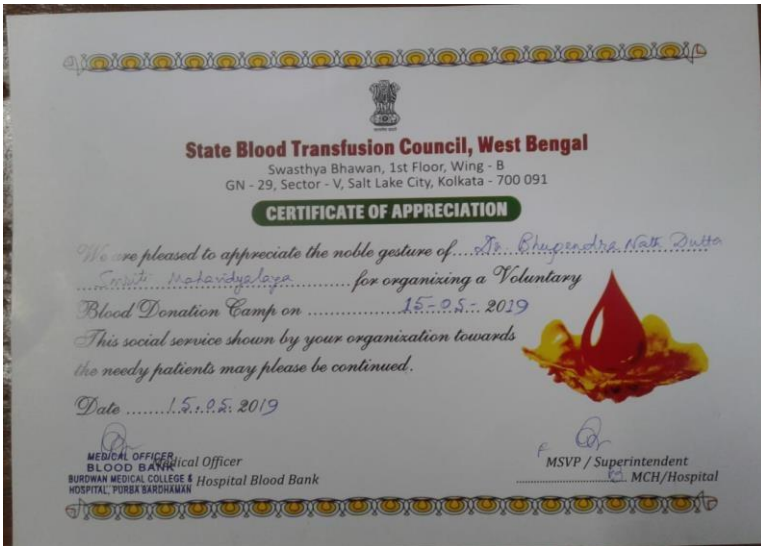 State Blood Transfusion Council, West Bengal
Swasthya Bhawan, 1st Floor, Wing - B
GN - 29, Sector - V, Salt Lake City, Kolkata - 700 091
CERTIFICATE OF APPRECIATION
We are pleased to appreciate the noble gesture of.... Dr. Bhupendra Nath Dutta
Smriti Mahavidyalaya .......... for organizing a Voluntary
Blood Donation Camp on .................. 15-05- 2019
This social service shown by your organization towards
the needy patients may please be continued.
Date ....... 15.05. 2019
MEDICAL OFFICER Medical Officer
BLOOD BANK
BURDWAN MEDICAL COLLEGE & Hospital Blood Bank
HOSPITAL, PURBA BARDHAMAN
MSVP / Superintendent
.................... B MCH/Hospital